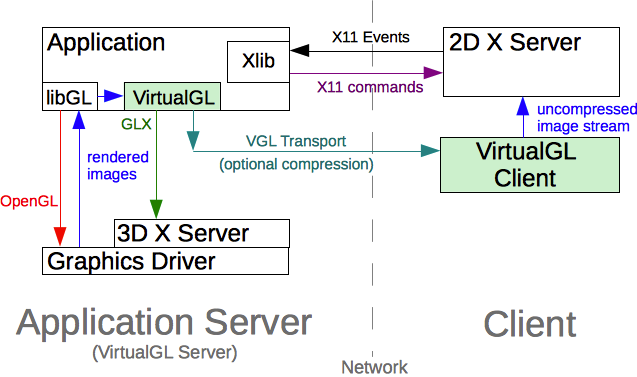 Application
X11 Events
2D X Server
Xlib
X11 commands
libGL
VirtualGL
uncompressed
image stream
GLX
VGL Transport
(optional compression)
rendered
images
VirtualGL
Client
OpenGL
3D X Server
Graphics Driver
Application Server
(VirtualGL Server)
Client
Network